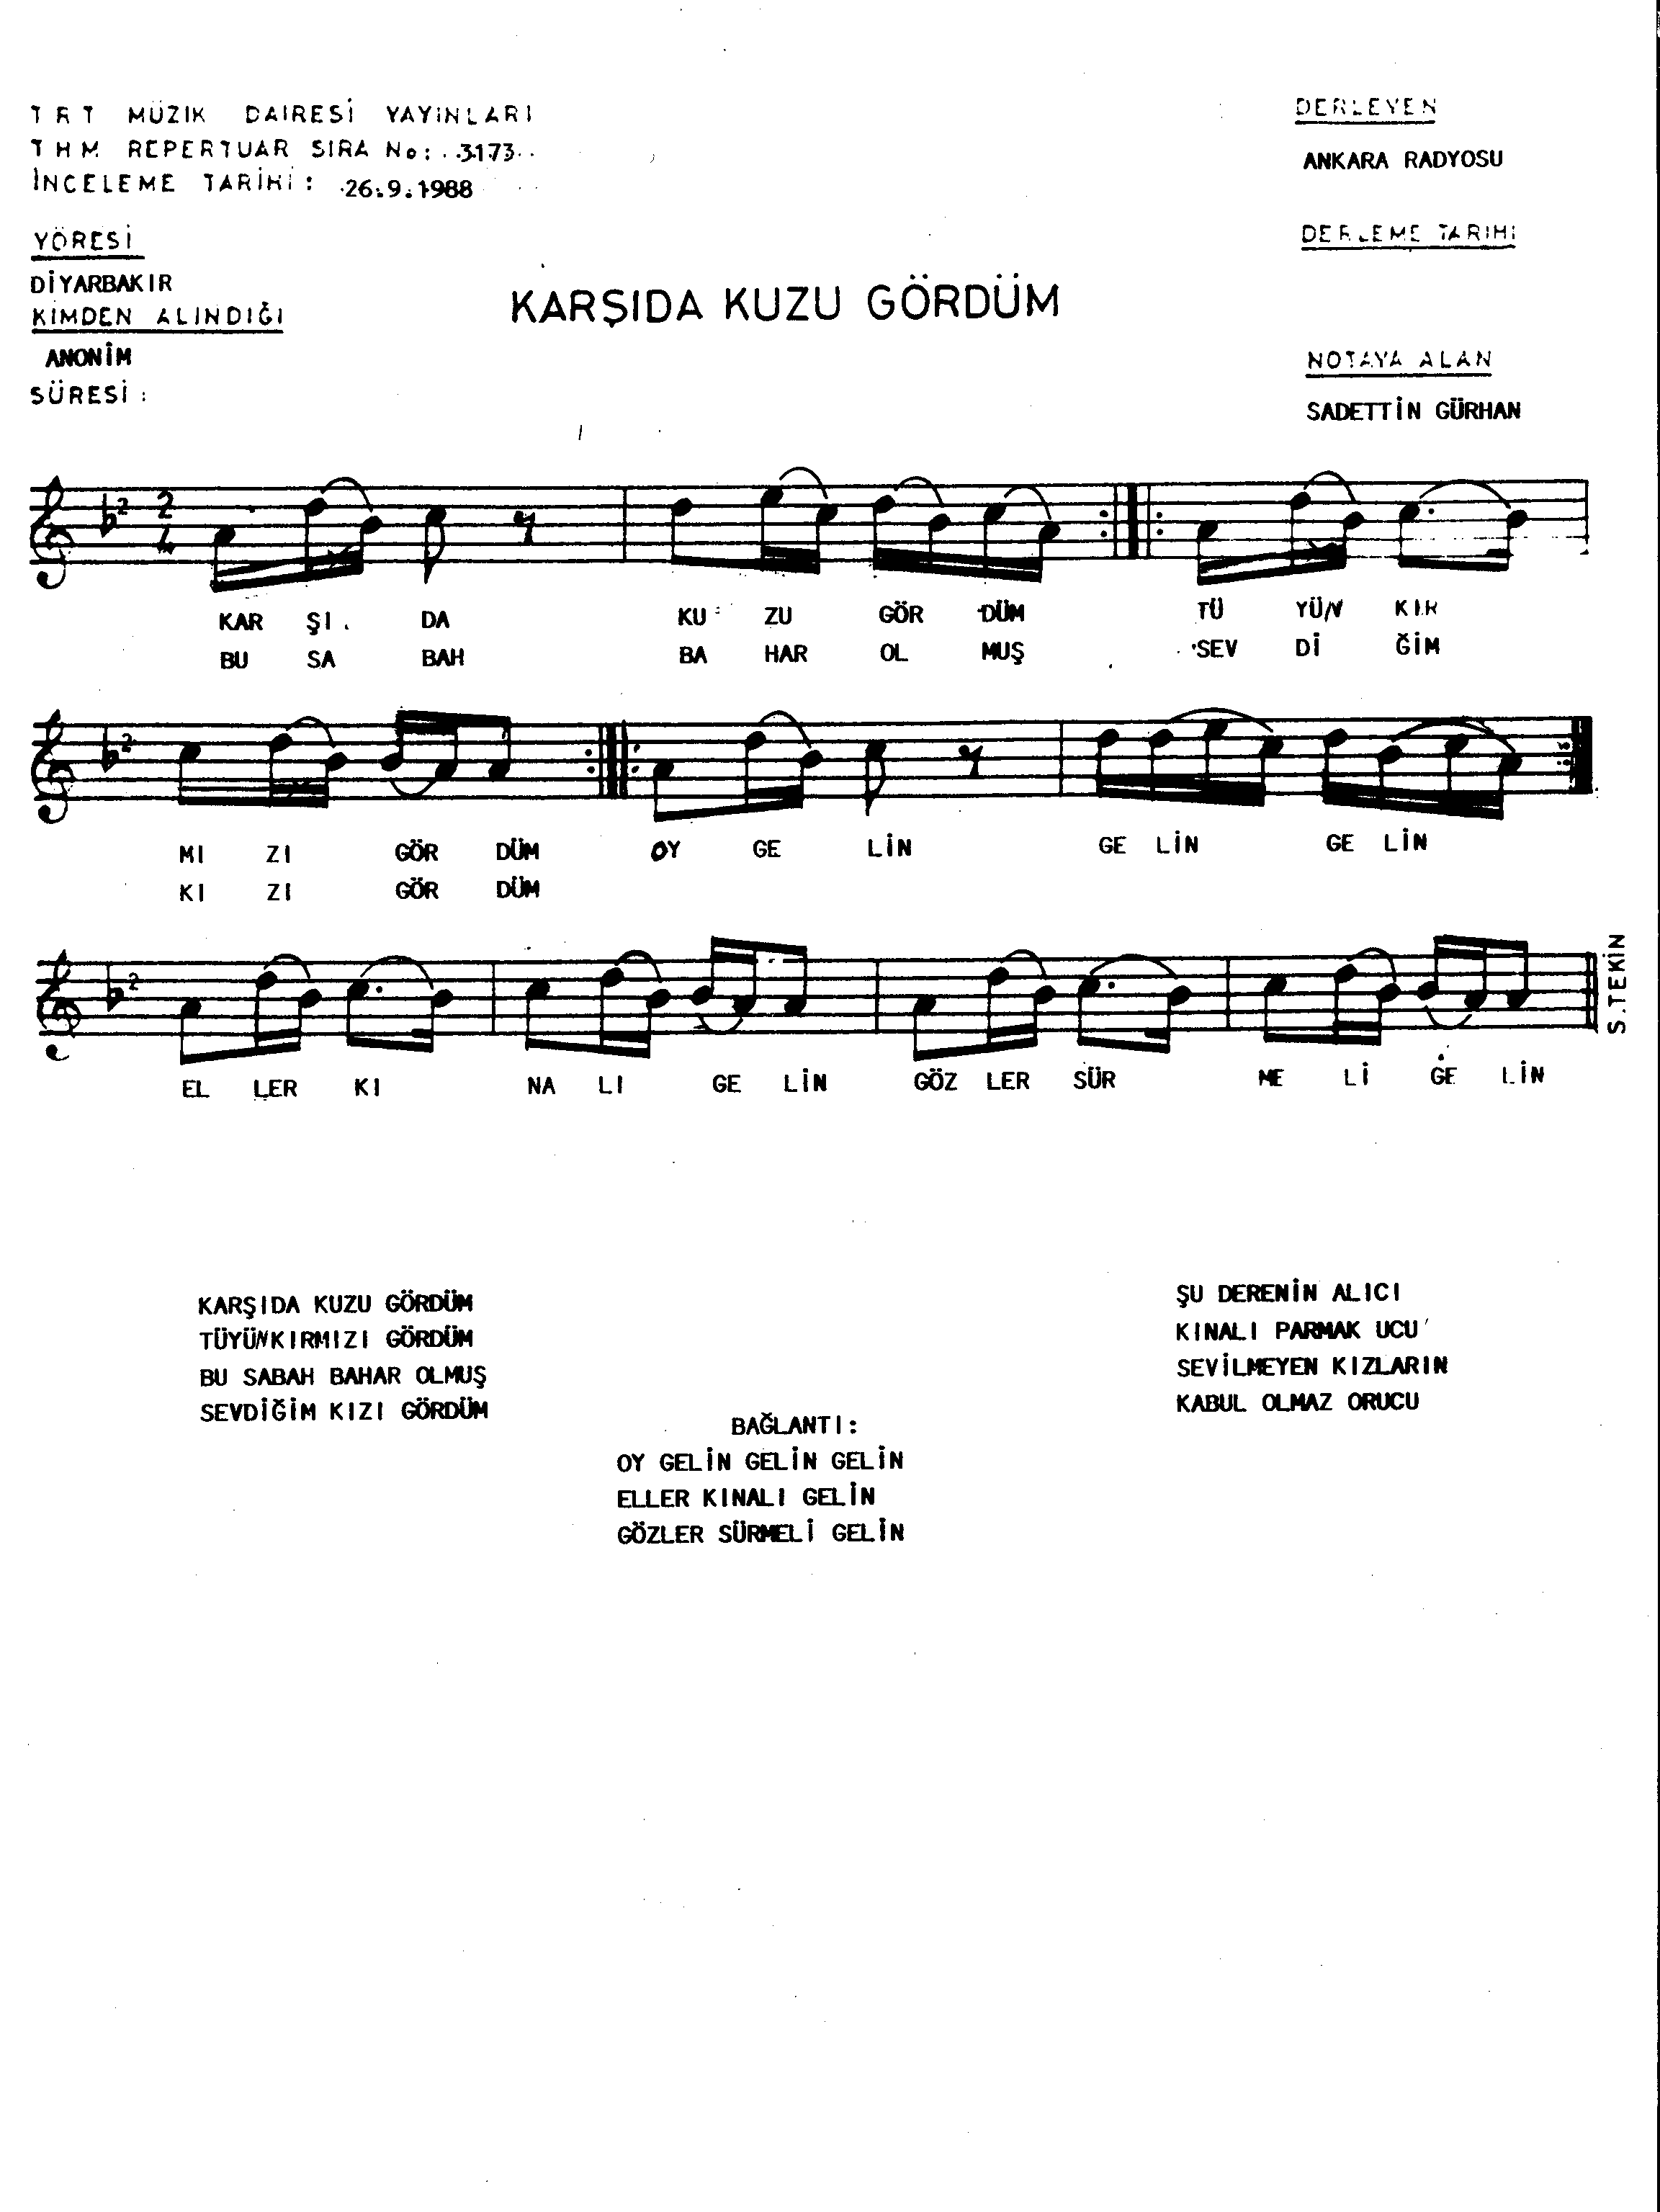 TRT MÜZIK DAIRESİ YAYINLARI
THM REPERTUAR SIRA No: 3173
İNCELEME TARİHİ: 26.9.1988
DERLEYEN
ANKARA RADYOSU
YÖRESİ
DİYARBAKIR
DERLEME TARIHI
KİMDEN ALINDIĞI
ANONİM
KARŞIDA KUZU GÖRDÜM
SÜRESİ:
NOTAYA ALAN
SADETTİN GÜRHAN
2
2
4
KAR ŞI DA KU ZU GÖR DÜM TÜ YÜN KIR
BU SA BAH BA HAR OL MUŞ SEV Dİ ĞİM
2
MI ZI GÖR DÜM OY GE LİN GE LİN GE LİN
KI ZI GÖR DÜM
2
EL LER KI NA LI GE LİN GÖZ LER SÜR ME Lİ GE LİN
S.TEKİN
KARŞIDA KUZU GÖRDÜM
TÜYÜN KIRMIZI GÖRDÜM
BU SABAH BAHAR OLMUŞ
SEVDİĞİM KIZI GÖRDÜM
BAĞLANTI:
OY GELİN GELİN GELİN
ELLER KINALI GELİN
GÖZLER SÜRMELİ GELİN
ŞU DERENİN ALICI
KINALI PARMAK UCU
SEVİLMEYEN KIZLARIN
KABUL OLMAZ ORUCU